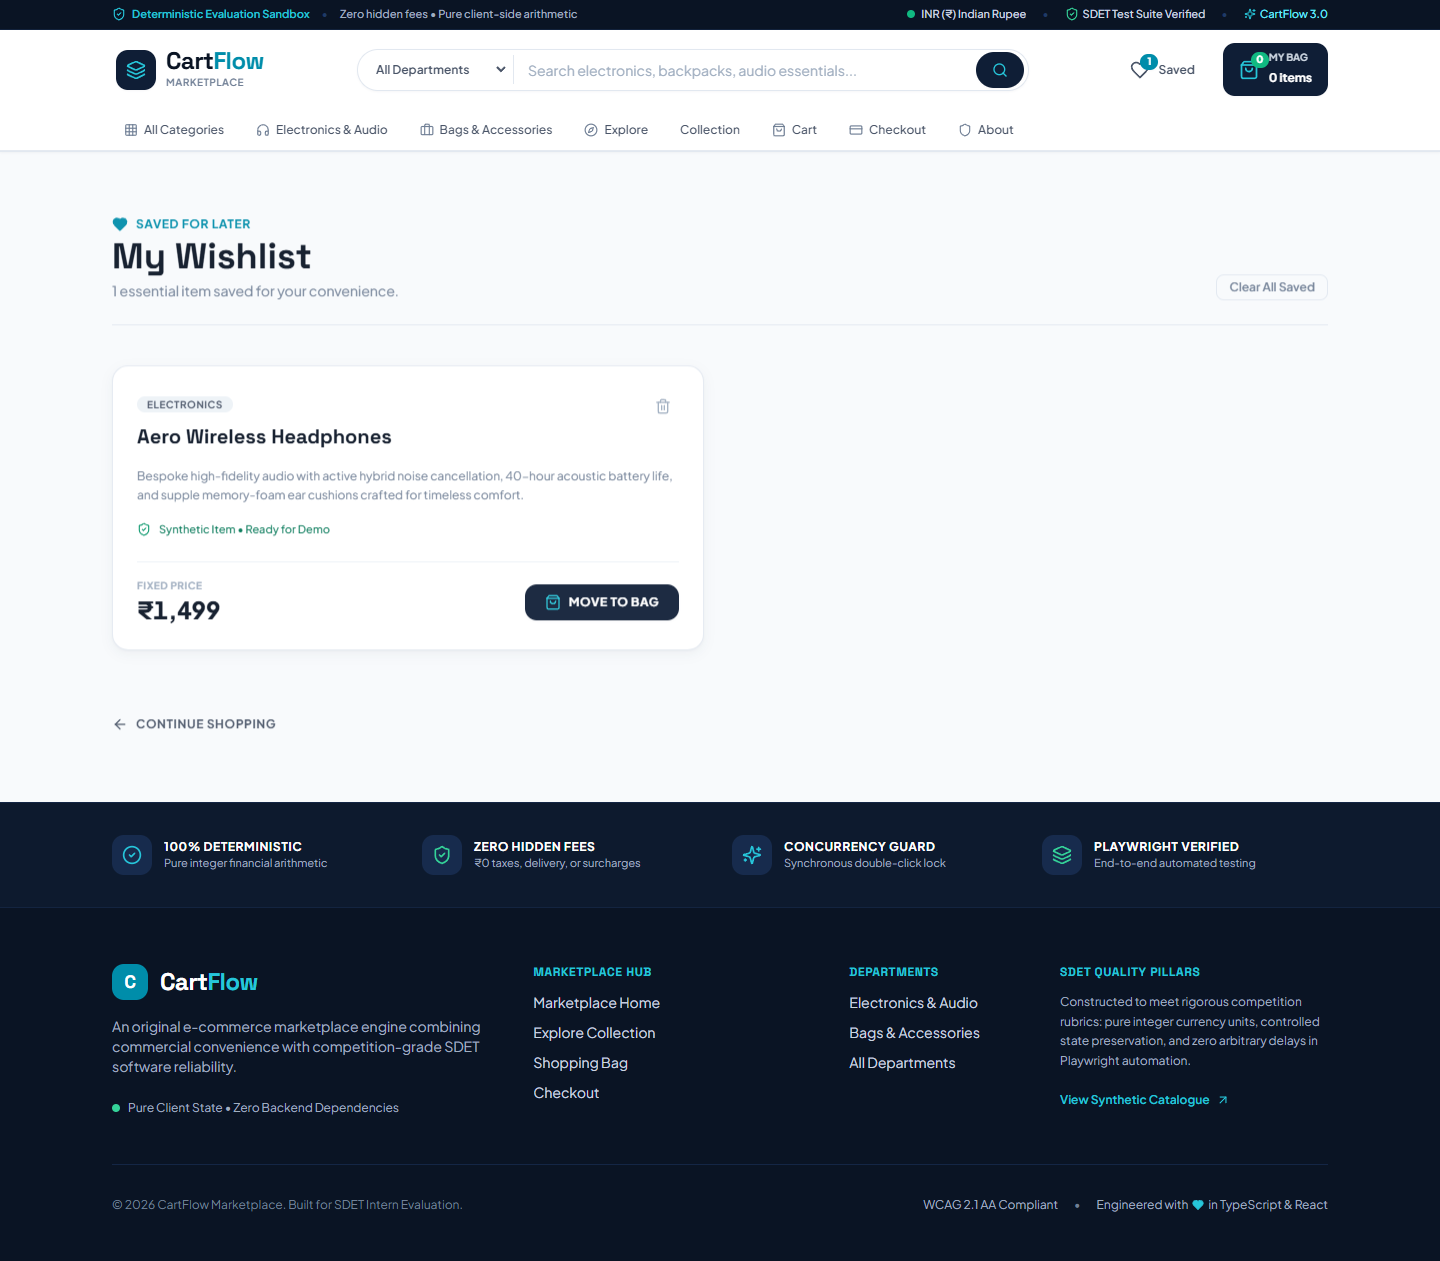 Deterministic Evaluation Sandbox • Zero hidden fees • Pure client-side arithmetic
INR (₹) Indian Rupee • SDET Test Suite Verified • CartFlow 3.0
CartFlow
MARKETPLACE
All Departments
Search electronics, backpacks, audio essentials...
1
Saved
0
MY BAG
0 items
All Categories
Electronics & Audio
Bags & Accessories
Explore
Collection
Cart
Checkout
About
SAVED FOR LATER
My Wishlist
1 essential item saved for your convenience.
Clear All Saved
ELECTRONICS
Aero Wireless Headphones
Bespoke high-fidelity audio with active hybrid noise cancellation, 40-hour acoustic battery life,
and supple memory-foam ear cushions crafted for timeless comfort.
Synthetic Item • Ready for Demo
FIXED PRICE
₹1,499
MOVE TO BAG
CONTINUE SHOPPING
100% DETERMINISTIC
Pure integer financial arithmetic
ZERO HIDDEN FEES
₹0 taxes, delivery, or surcharges
CONCURRENCY GUARD
Synchronous double-click lock
PLAYWRIGHT VERIFIED
End-to-end automated testing
C
CartFlow
An original e-commerce marketplace engine combining
commercial convenience with competition-grade SDET
software reliability.
Pure Client State • Zero Backend Dependencies
MARKETPLACE HUB
Marketplace Home
Explore Collection
Shopping Bag
Checkout
DEPARTMENTS
Electronics & Audio
Bags & Accessories
All Departments
SDET QUALITY PILLARS
Constructed to meet rigorous competition
rubrics: pure integer currency units, controlled
state preservation, and zero arbitrary delays in
Playwright automation.
View Synthetic Catalogue
© 2026 CartFlow Marketplace. Built for SDET Intern Evaluation.
WCAG 2.1 AA Compliant • Engineered with in TypeScript & React